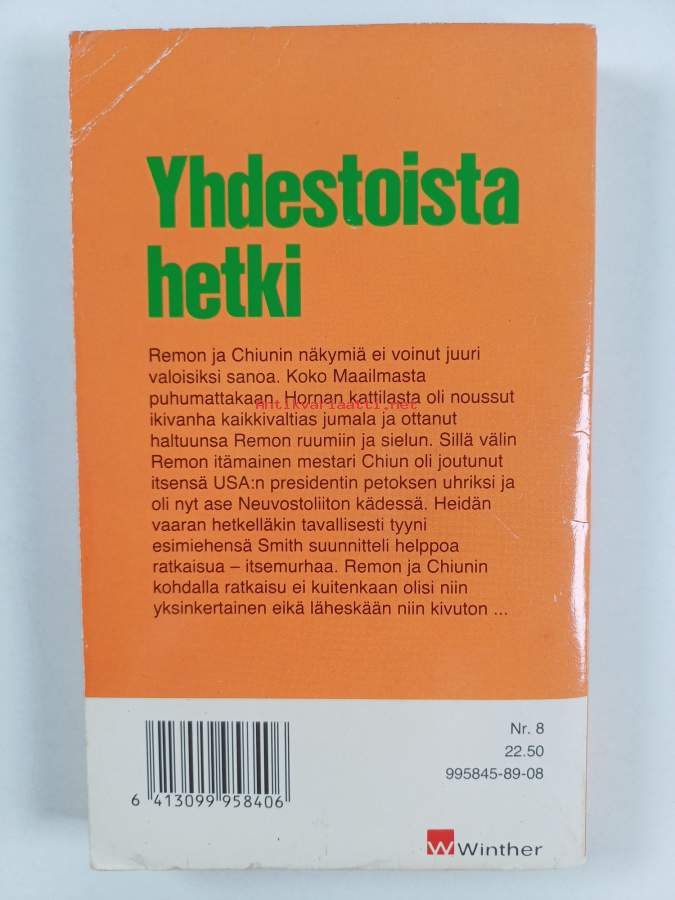 Yhdestoista
hetki
Remon ja Chiunin näkymiä ei voinut juuri
valoisiksi sanoa. Koko Maailmasta
puhumattakaan. Hornan kattilasta oli noussut
Antikvariaatti.net
ikivanha kaikkivaltias jumala ja ottanut
haltuunsa Remon ruumiin ja sielun. Sillä välin
Remon itämainen mestari Chiun oli joutunut
itsensä USA:n presidentin petoksen uhriksi ja
oli nyt ase Neuvostoliiton kädessä. Heidän
vaaran hetkelläkin tavallisesti tyyni
esimiehensä Smith suunnitteli helppoa
ratkaisua – itsemurhaa. Remon ja Chiunin
kohdalla ratkaisu ei kuitenkaan olisi niin
yksinkertainen eikä läheskään niin kivuton ...
Nr. 8
22.50
995845-89-08
6 413099 958406
W Winther